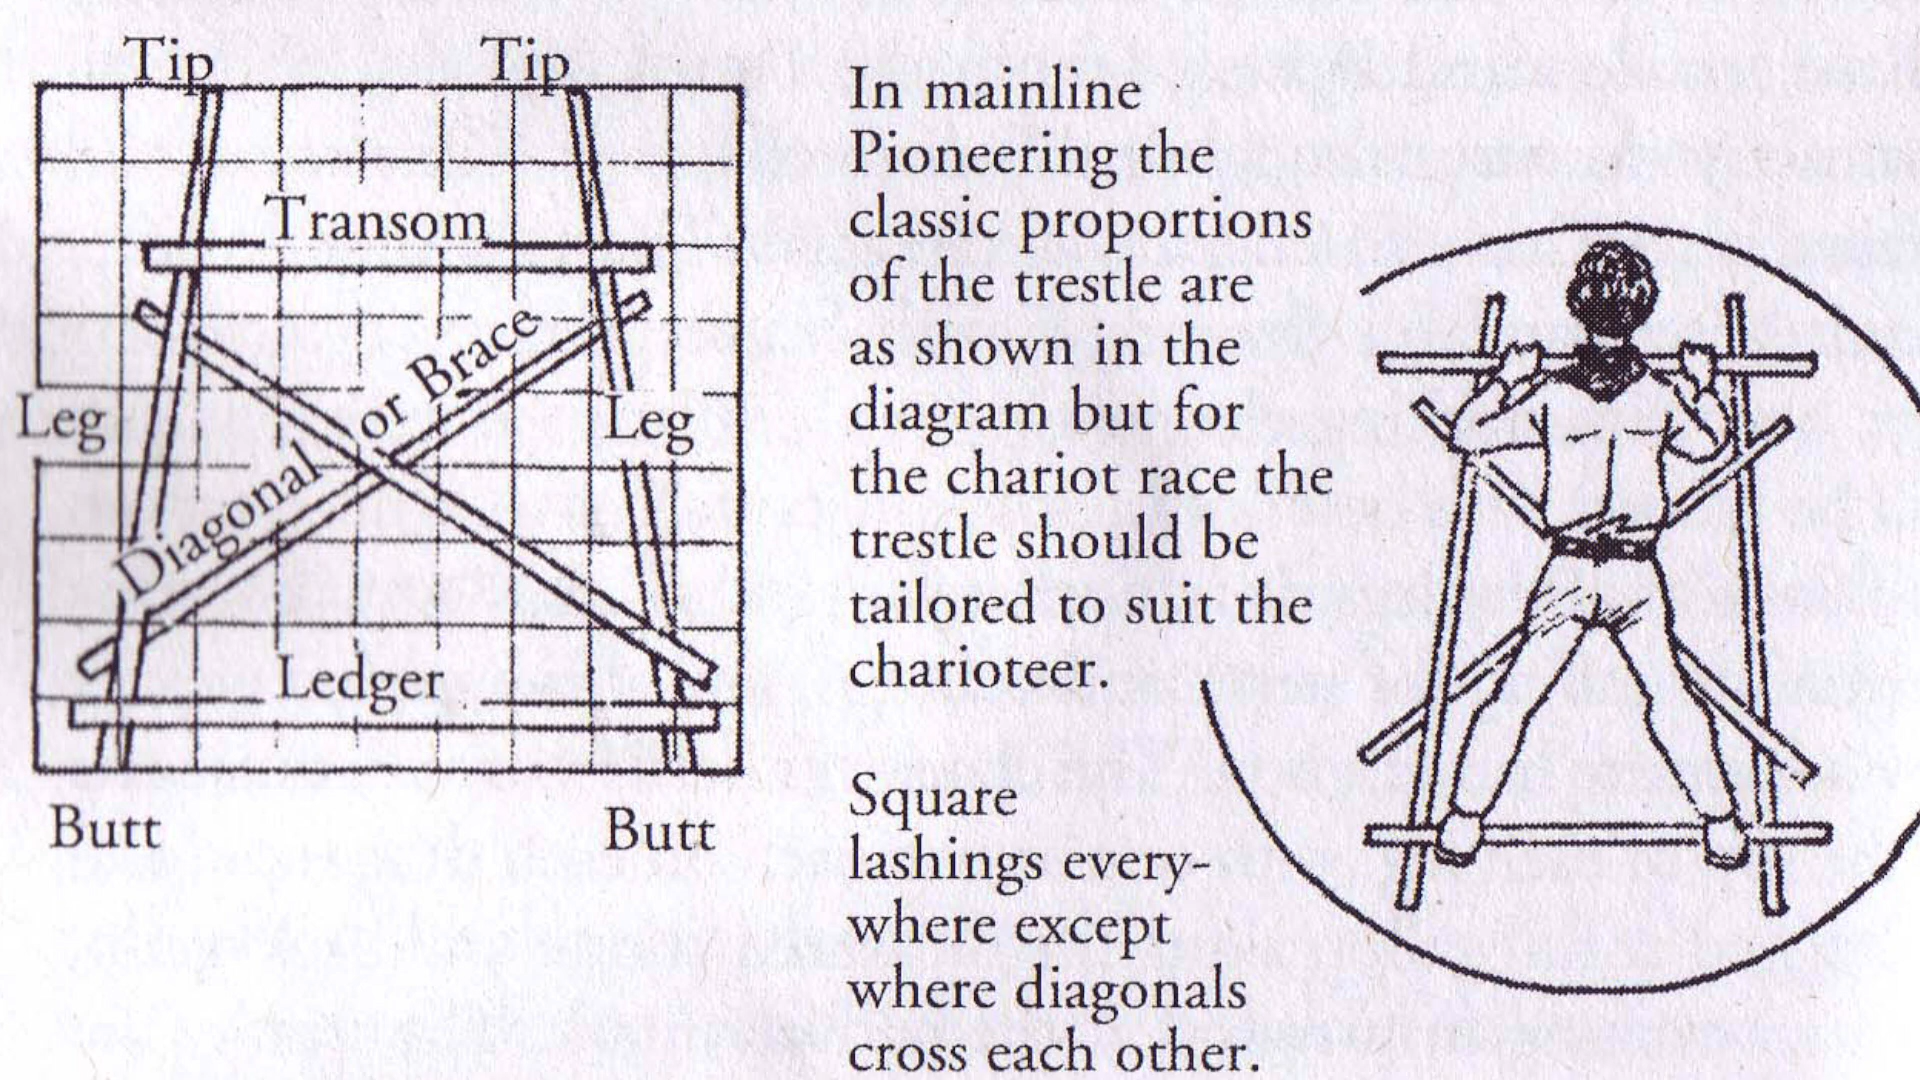 Tip Tip
Transom
Diagonal or Brace
Leg Leg
Ledger
Butt Butt
In mainline
Pioneering the
classic proportions
of the trestle are
as shown in the
diagram but for
the chariot race the
trestle should be
tailored to suit the
charioteer.
Square
lashings every-
where except
where diagonals
cross each other.